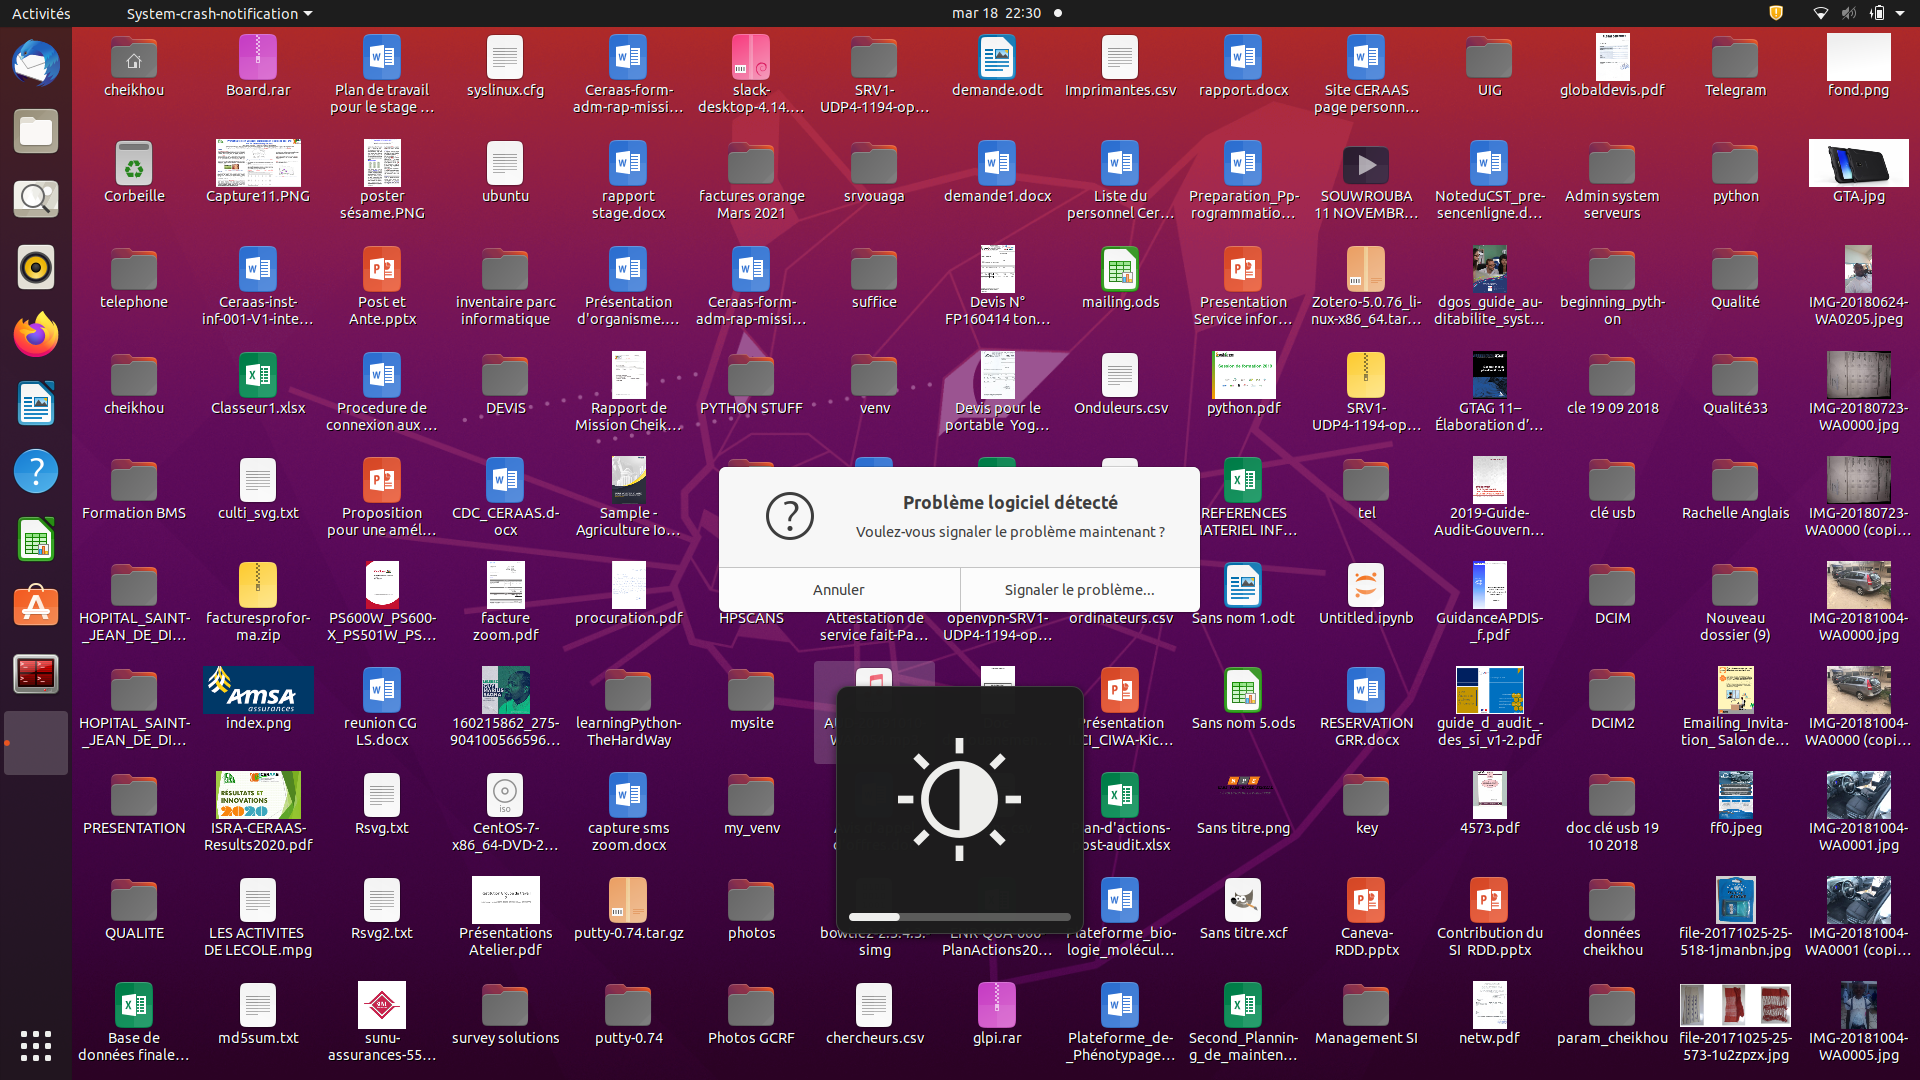 Activités
System-crash-notification
mar 18  22:30
cheikhou
Board.rar
Plan de travail
pour le stage ...
syslinux.cfg
Ceraas-form-
adm-rap-missi...
slack-
desktop-4.14....
SRV1-
UDP4-1194-op...
demande.odt
Imprimantes.csv
rapport.docx
Site CERAAS
page personn...
UIG
globaldevis.pdf
Telegram
fond.png
Corbeille
Capture11.PNG
poster
sésame.PNG
ubuntu
rapport
stage.docx
factures orange
Mars 2021
srvouaga
demande1.docx
Liste du
personnel Cer...
Preparation_Pp-
rogrammatio...
SOUWROUBA
11 NOVEMBR...
NoteduCST_pre-
sencenligne.d...
Admin system
serveurs
python
GTA.jpg
telephone
Ceraas-inst-
inf-001-V1-inte...
Post et
Ante.pptx
inventaire parc
informatique
Présentation
d'organisme....
Ceraas-form-
adm-rap-missi...
suffice
Devis N°
FP160414 ton...
mailing.ods
Presentation
Service infor...
Zotero-5.0.76_li-
nux-x86_64.tar...
dgos_guide_au-
ditabilite_syst...
beginning_pyth-
on
Qualité
IMG-20180624-
WA0205.jpeg
cheikhou
Classeur1.xlsx
Procedure de
connexion aux ...
DEVIS
Rapport de
Mission Cheik...
PYTHON STUFF
venv
Devis pour le
portable  Yog...
Onduleurs.csv
python.pdf
SRV1-
UDP4-1194-op...
GTAG 11–
Élaboration d'...
cle 19 09 2018
Qualité33
IMG-20180723-
WA0000.jpg
Formation BMS
culti_svg.txt
Proposition
pour une amél...
CDC_CERAAS.d-
ocx
Sample -
Agriculture Io...
Problème logiciel détecté
Voulez-vous signaler le problème maintenant ?
Annuler
Signaler le problème...
REFERENCES
MATERIEL INF...
tel
2019-Guide-
Audit-Gouvern...
clé usb
Rachelle Anglais
IMG-20180723-
WA0000 (copi...
HOPITAL_SAINT-
_JEAN_DE_DI...
facturesprofor-
ma.zip
PS600W_PS600-
X_PS501W_PS...
facture
zoom.pdf
procuration.pdf
HPSCANS
Attestation de
service fait-Pa...
openvpn-SRV1-
UDP4-1194-op...
ordinateurs.csv
Sans nom 1.odt
Untitled.ipynb
GuidanceAPDIS-
_f.pdf
DCIM
Nouveau
dossier (9)
IMG-20181004-
WA0000.jpg
HOPITAL_SAINT-
_JEAN_DE_DI...
AMSA
assurances
index.png
reunion CG
LS.docx
160215862_275-
904100566596...
learningPython-
TheHardWay
mysite
Présentation
CI_CIWA-Kic...
Sans nom 5.ods
RESERVATION
GRR.docx
guide_d_audit_-
des_si_v1-2.pdf
DCIM2
Emailing_Invita-
tion_ Salon de...
IMG-20181004-
WA0000 (copi...
PRESENTATION
RÉSULTATS ET
INNOVATIONS
2020
ISRA-CERAAS-
Results2020.pdf
Rsvg.txt
iso
CentOS-7-
x86_64-DVD-2...
capture sms
zoom.docx
my_venv
an-d'actions-
ost-audit.xlsx
Sans titre.png
key
4573.pdf
doc clé usb 19
10 2018
ff0.jpeg
IMG-20181004-
WA0001.jpg
QUALITE
LES ACTIVITES
DE LECOLE.mpg
Rsvg2.txt
Présentations
Atelier.pdf
putty-0.74.tar.gz
photos
bowtie2-2.3.4.3.-
simg
ENR-QUA-000-
PlanActions20...
Plateforme_bio-
logie_molécul...
Sans titre.xcf
Caneva-
RDD.pptx
Contribution du
SI  RDD.pptx
données
cheikhou
file-20171025-25-
518-1jmanbn.jpg
IMG-20181004-
WA0001 (copi...
Base de
données finale...
md5sum.txt
sunu-
assurances-55...
survey solutions
putty-0.74
Photos GCRF
chercheurs.csv
glpi.rar
Plateforme_de-
_Phénotypage...
Second_Plannin-
g_de_mainten...
Management SI
netw.pdf
param_cheikhou
file-20171025-25-
573-1u2zpzx.jpg
IMG-20181004-
WA0005.jpg